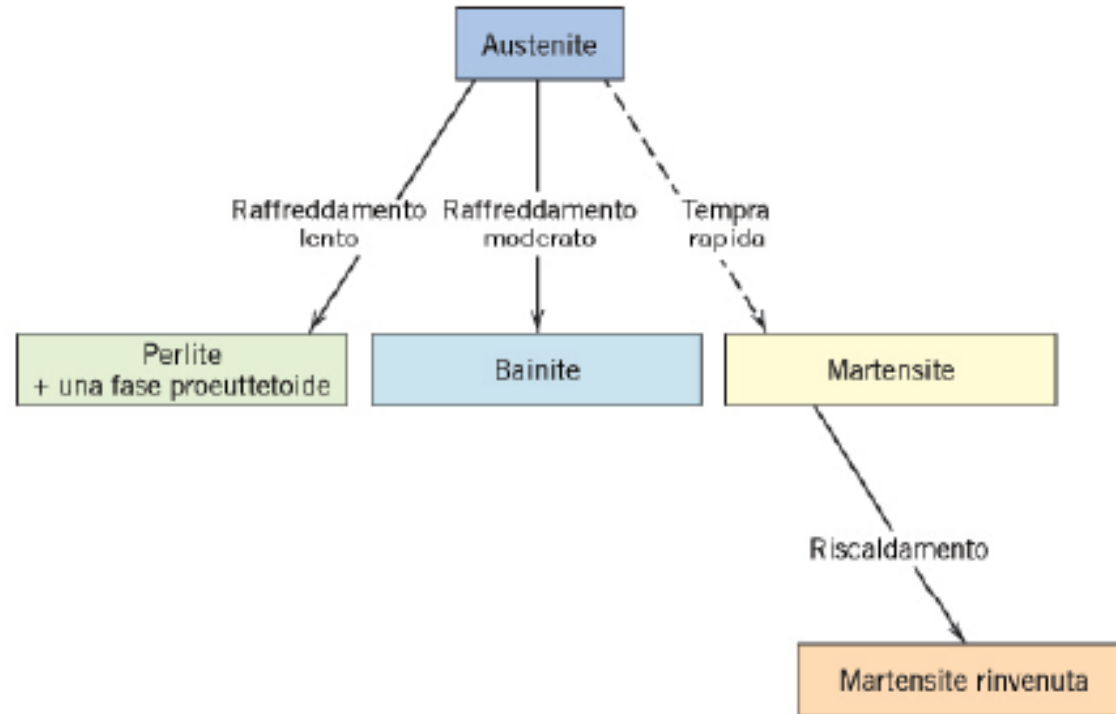 Austenite
Raffreddamento
lento
Raffreddamento
moderato
Tempra
rapida
Perlite
+ una fase proeuttetoide
Bainite
Martensite
Riscaldamento
Martensite rinvenuta